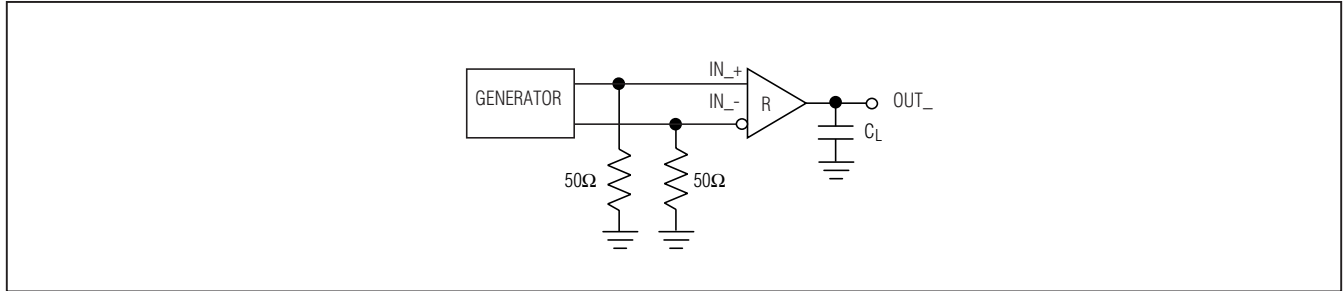 IN_+
GENERATOR
IN_-
R
OUT_
CL
50Ω
50Ω